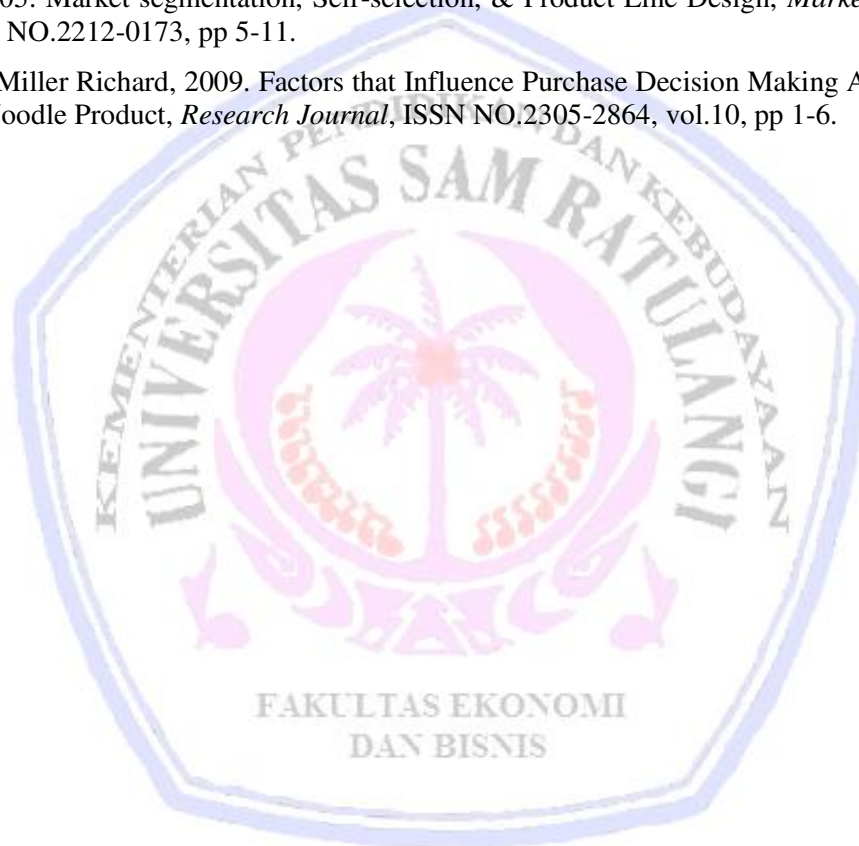 05. Market segmentation, Self-selection, & Product Line Design,
NO.2212-0173, pp 5-11.
Miller Richard, 2009. Factors that Influence Purchase Decision Making
oodle Product, Research Journal, ISSN NO.2305-2864, vol.10, pp 1-6.
KEMENTERIAN PENDIDIKAN DAN KEBUDAYAAN
UNIVERSITAS SAM RATULANGI
FAKULTAS EKONOMI
DAN BISNIS